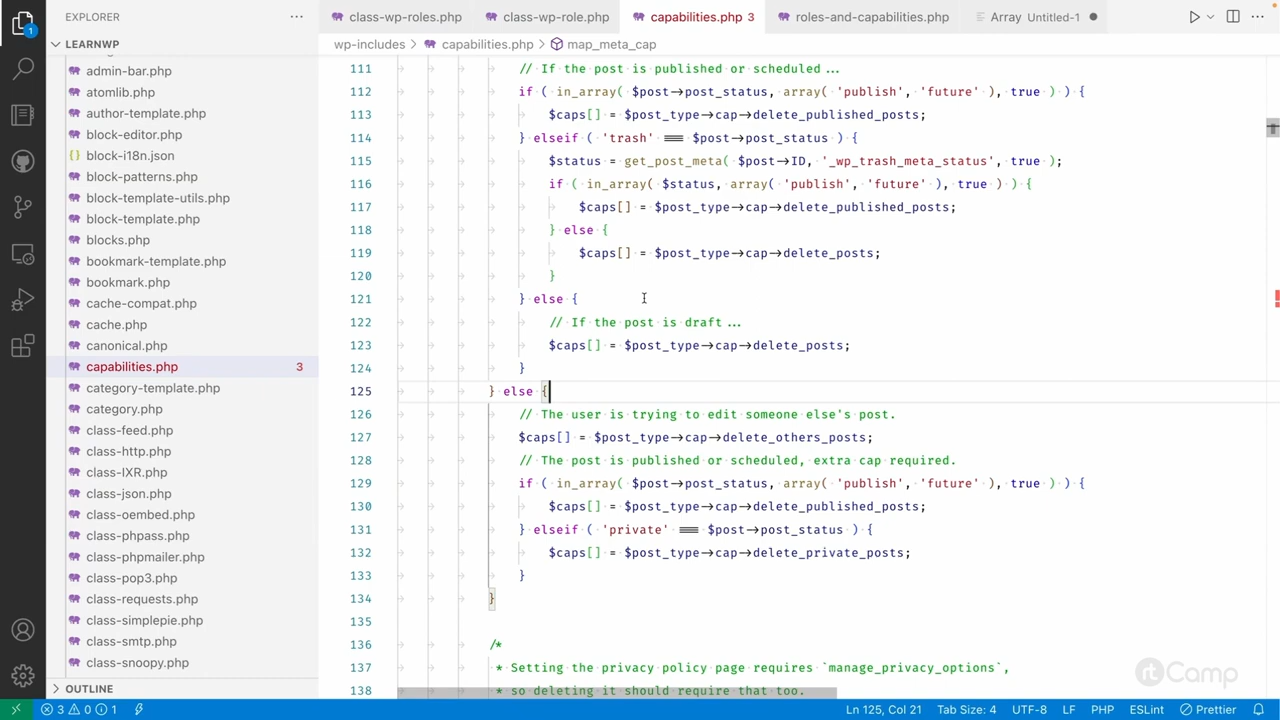 EXPLORER ···
class-wp-roles.php class-wp-role.php capabilities.php 3 roles-and-capabilities.php Array Untitled-1
LEARNWP
wp-includes > capabilities.php > map_meta_cap
admin-bar.php
atomlib.php
author-template.php
block-editor.php
{} block-i18n.json
block-patterns.php
block-template-utils.php
block-template.php
blocks.php
bookmark-template.php
bookmark.php
cache-compat.php
cache.php
canonical.php
capabilities.php 3
category-template.php
category.php
class-feed.php
class-http.php
class-IXR.php
class-json.php
class-oembed.php
class-phpass.php
class-phpmailer.php
class-pop3.php
class-requests.php
class-simplepie.php
class-smtp.php
class-snoopy.php
OUTLINE
1
111 // If the post is published or scheduled...
112 if ( in_array( $post->post_status, array( 'publish', 'future' ), true ) ) {
113 $caps[] = $post_type->cap->delete_published_posts;
114 } elseif ( 'trash' === $post->post_status ) {
115 $status = get_post_meta( $post->ID, '_wp_trash_meta_status', true );
116 if ( in_array( $status, array( 'publish', 'future' ), true ) ) {
117 $caps[] = $post_type->cap->delete_published_posts;
118 } else {
119 $caps[] = $post_type->cap->delete_posts;
120 }
121 } else {
122 // If the post is draft...
123 $caps[] = $post_type->cap->delete_posts;
124 }
125 } else {
126 // The user is trying to edit someone else's post.
127 $caps[] = $post_type->cap->delete_others_posts;
128 // The post is published or scheduled, extra cap required.
129 if ( in_array( $post->post_status, array( 'publish', 'future' ), true ) ) {
130 $caps[] = $post_type->cap->delete_published_posts;
131 } elseif ( 'private' === $post->post_status ) {
132 $caps[] = $post_type->cap->delete_private_posts;
133 }
134 }
135
136 /*
137 * Setting the privacy policy page requires `manage_privacy_options`,
138 * so deleting it should require that too.
rtCamp
3 0 1 Ln 125, Col 21 Tab Size: 4 UTF-8 LF PHP ESLint Prettier